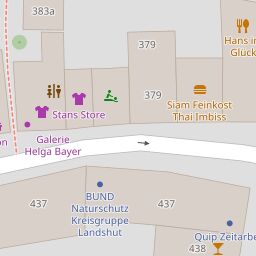 383a
379
Hans in
Glück
379
Stans Store
Siam Feinkost
Thai Imbiss
on
Galerie
Helga Bayer
437
BUND
Naturschutz
Kreisgruppe
Landshut
437
Quip Zeitarbe
438